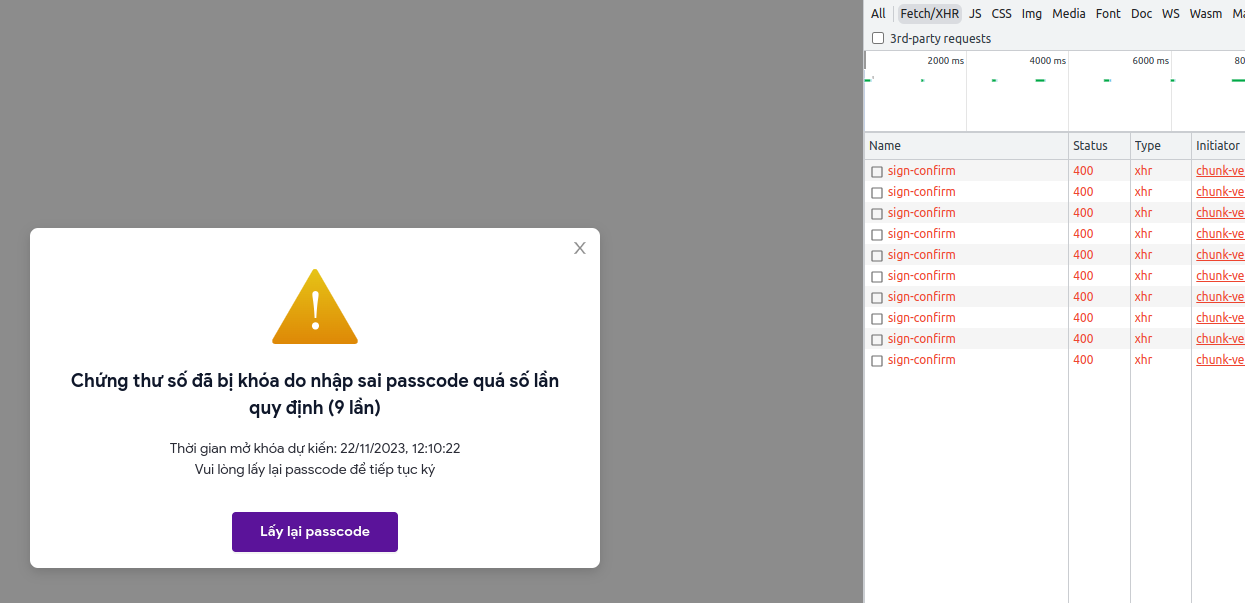 All Fetch/XHR JS CSS Img Media Font Doc WS Wasm Ma
3rd-party requests
2000 ms 4000 ms 6000 ms 80
Name Status Type Initiator
sign-confirm 400 xhr chunk-ve
sign-confirm 400 xhr chunk-ve
sign-confirm 400 xhr chunk-ve
sign-confirm 400 xhr chunk-ve
sign-confirm 400 xhr chunk-ve
sign-confirm 400 xhr chunk-ve
sign-confirm 400 xhr chunk-ve
sign-confirm 400 xhr chunk-ve
sign-confirm 400 xhr chunk-ve
sign-confirm 400 xhr chunk-ve
X
Chứng thư số đã bị khóa do nhập sai passcode quá số lần
quy định (9 lần)
Thời gian mở khóa dự kiến: 22/11/2023, 12:10:22
Vui lòng lấy lại passcode để tiếp tục ký
Lấy lại passcode